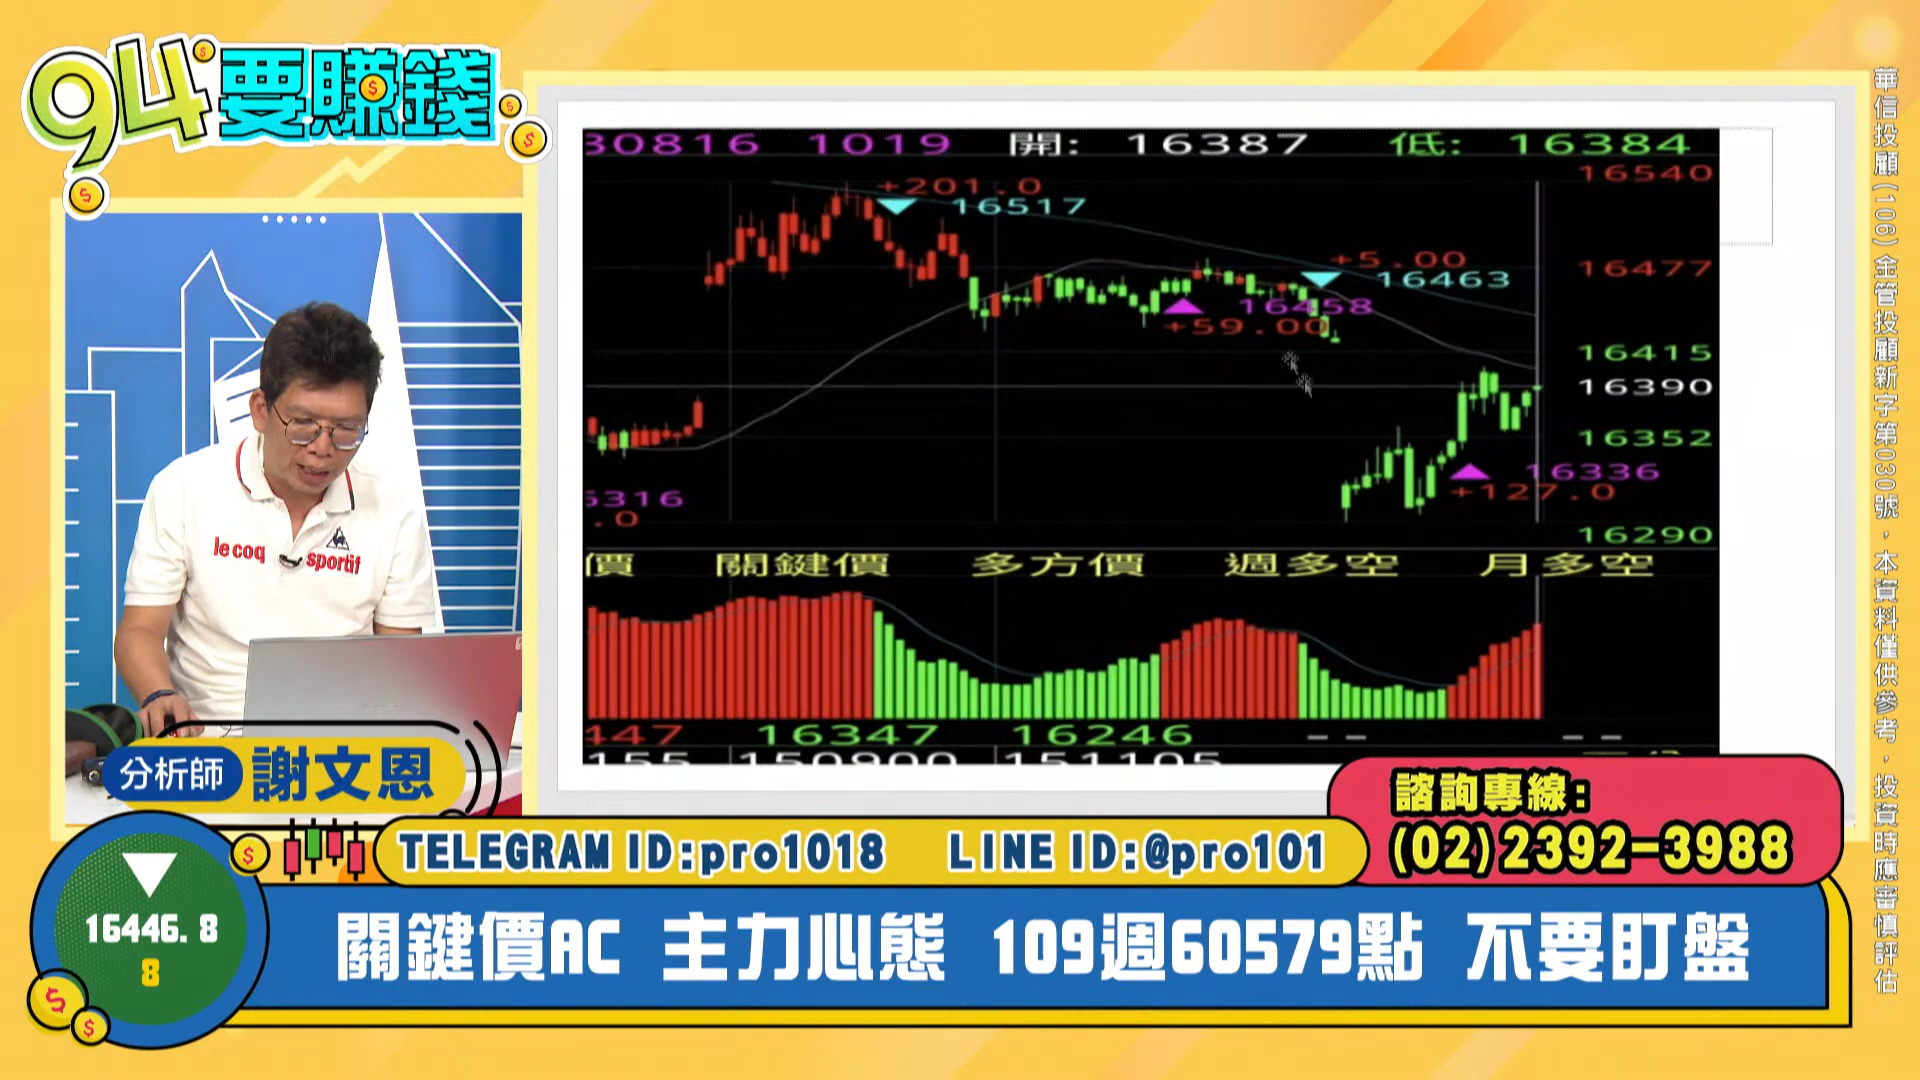 94要賺錢
30816 1019 開: 16387 低: 16384
16540
+201.0
16517
+5.00
16477
16463
16458
+59.00
16415
16390
16352
16336
+127.0
6316
.0
16290
價 關鍵價 多方價 週多空 月多空
447 16347 16246 -- --
le coq sportif
分析師 謝文恩
諮詢專線:
(02)2392-3988
TELEGRAM ID:pro1018 LINE ID:@pro101
16446.8
8
關鍵價AC 主力心態 109週60579點 不要盯盤
華信投顧(106)金管投顧新字第030號,本資料僅供參考,投資時應審慎評估